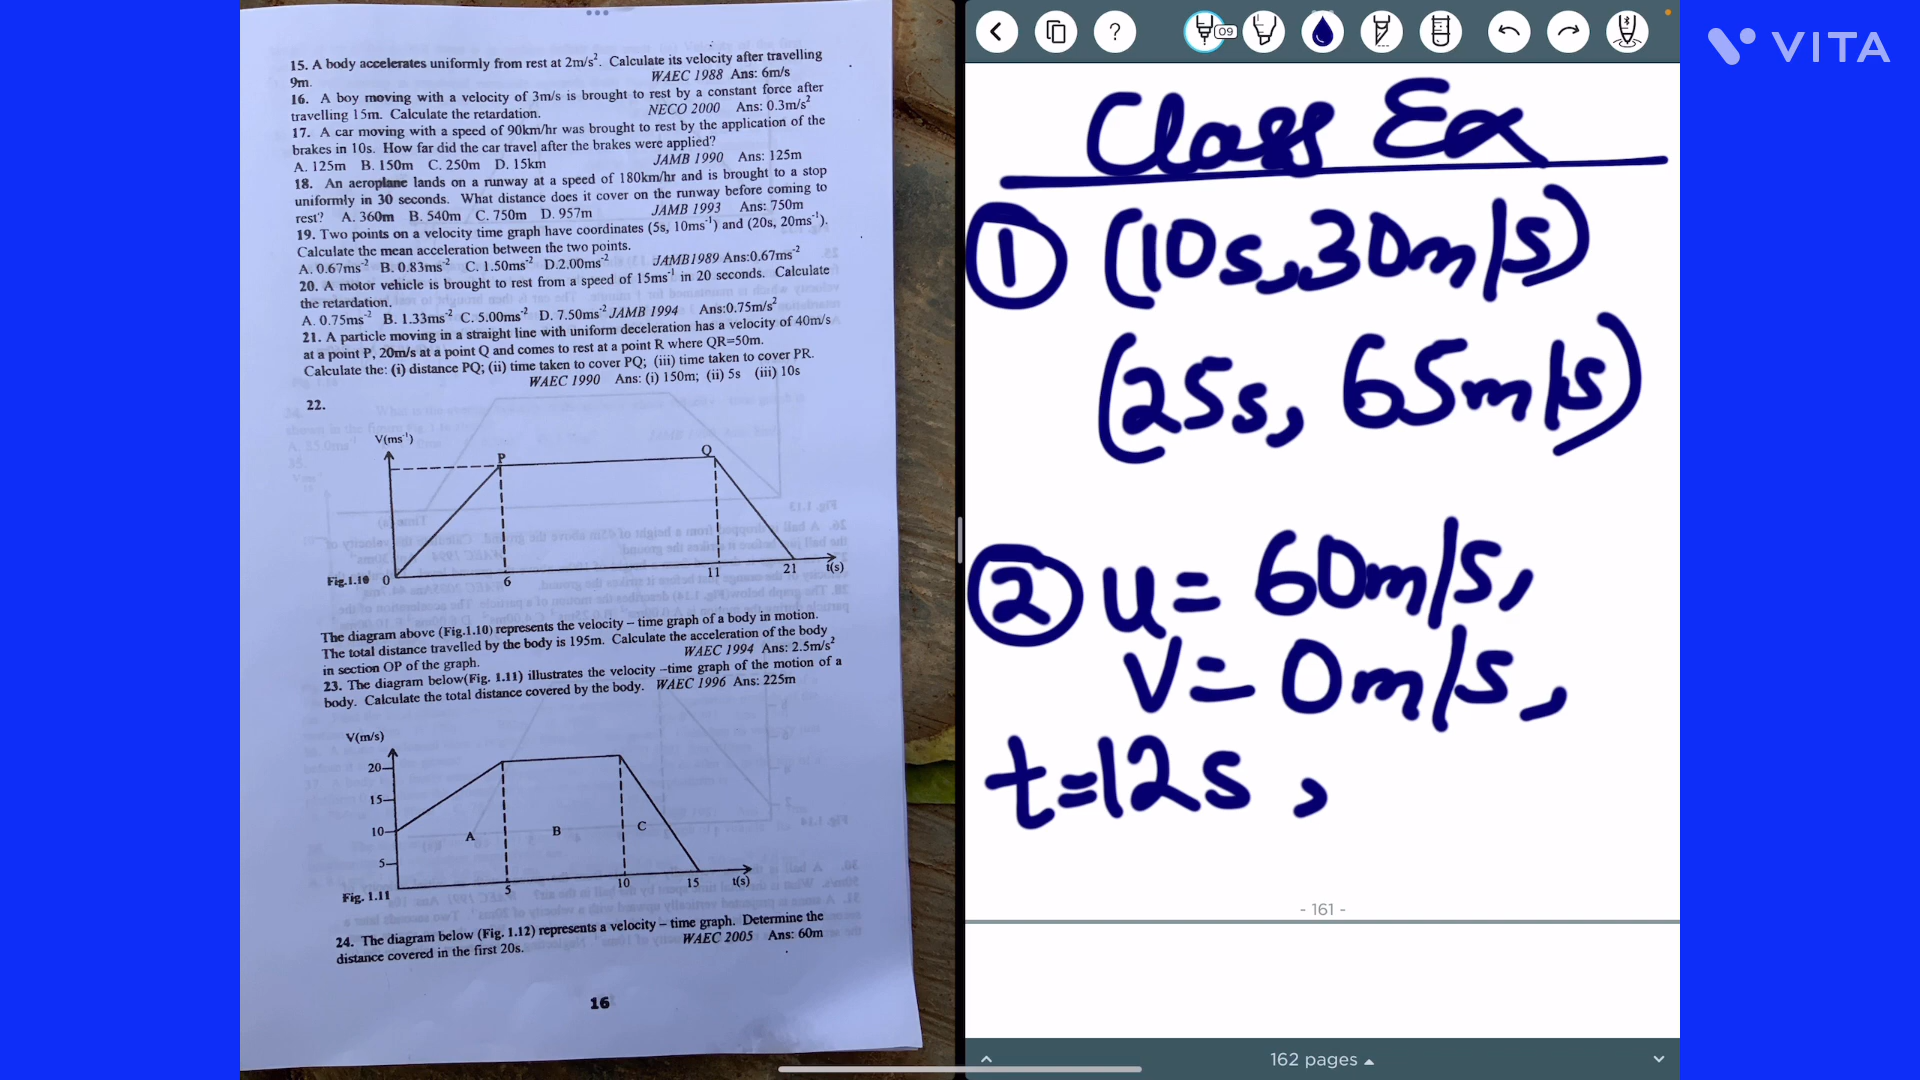 15. A body accelerates uniformly from rest at 2m/s². Calculate its velocity after travelling
9m. WAEC 1988 Ans: 6m/s
16. A boy moving with a velocity of 3m/s is brought to rest by a constant force after
travelling 15m. Calculate the retardation. NECO 2000 Ans: 0.3m/s²
17. A car moving with a speed of 90km/hr was brought to rest by the application of the
brakes in 10s. How far did the car travel after the brakes were applied?
A. 125m B. 150m C. 250m D. 15km JAMB 1990 Ans: 125m
18. An aeroplane lands on a runway at a speed of 180km/hr and is brought to a stop
uniformly in 30 seconds. What distance does it cover on the runway before coming to
rest? A. 360m B. 540m C. 750m D. 957m JAMB 1993 Ans: 750m
19. Two points on a velocity time graph have coordinates (5s, 10ms⁻¹) and (20s, 20ms⁻¹).
Calculate the mean acceleration between the two points.
A. 0.67ms⁻² B. 0.83ms⁻² C. 1.50ms⁻² D.2.00ms⁻² JAMB1989 Ans:0.67ms⁻²
20. A motor vehicle is brought to rest from a speed of 15ms⁻¹ in 20 seconds. Calculate
the retardation.
A. 0.75ms⁻² B. 1.33ms⁻² C. 5.00ms⁻² D. 7.50ms⁻² JAMB 1994 Ans:0.75m/s²
21. A particle moving in a straight line with uniform deceleration has a velocity of 40m/s
at a point P, 20m/s at a point Q and comes to rest at a point R where QR=50m.
Calculate the: (i) distance PQ; (ii) time taken to cover PQ; (iii) time taken to cover PR.
WAEC 1990 Ans: (i) 150m; (ii) 5s (iii) 10s
22.
V(ms⁻¹)
P Q
Fig.1.10 0 6 11 21 t(s)
The diagram above (Fig.1.10) represents the velocity – time graph of a body in motion.
The total distance travelled by the body is 195m. Calculate the acceleration of the body
in section OP of the graph. WAEC 1994 Ans: 2.5m/s²
23. The diagram below(Fig. 1.11) illustrates the velocity –time graph of the motion of a
body. Calculate the total distance covered by the body. WAEC 1996 Ans: 225m
V(m/s)
20
15
10
A B C
5
5 10 15 t(s)
Fig. 1.11
24. The diagram below (Fig. 1.12) represents a velocity – time graph. Determine the
distance covered in the first 20s. WAEC 2005 Ans: 60m
16
? 09
Class Ex
1 (10s, 30m/s)
(25s, 65m/s)
2 u= 60m/s,
V= 0m/s,
t=12s ,
- 161 -
162 pages
VITA